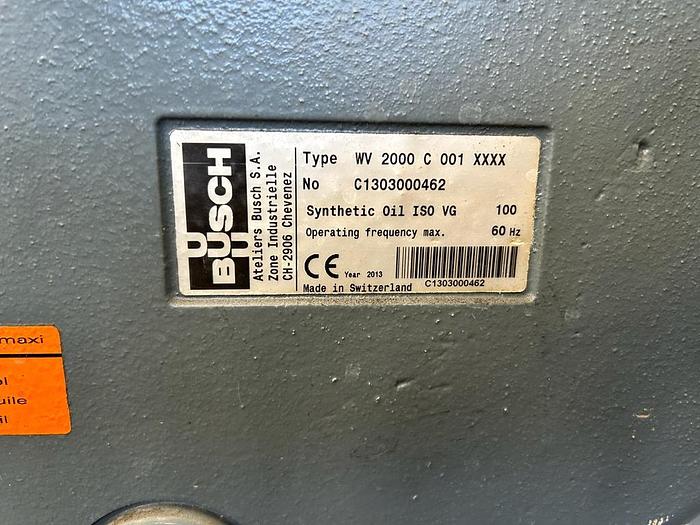 BUSCH
Ateliers Busch S.A.
Zone Industrielle
CH-2906 Chevenez
Type WV 2000 C 001 XXXX
No C1303000462
Synthetic Oil ISO VG 100
Operating frequency max. 60 Hz
CE Year 2013
Made in Switzerland C1303000462
maxi